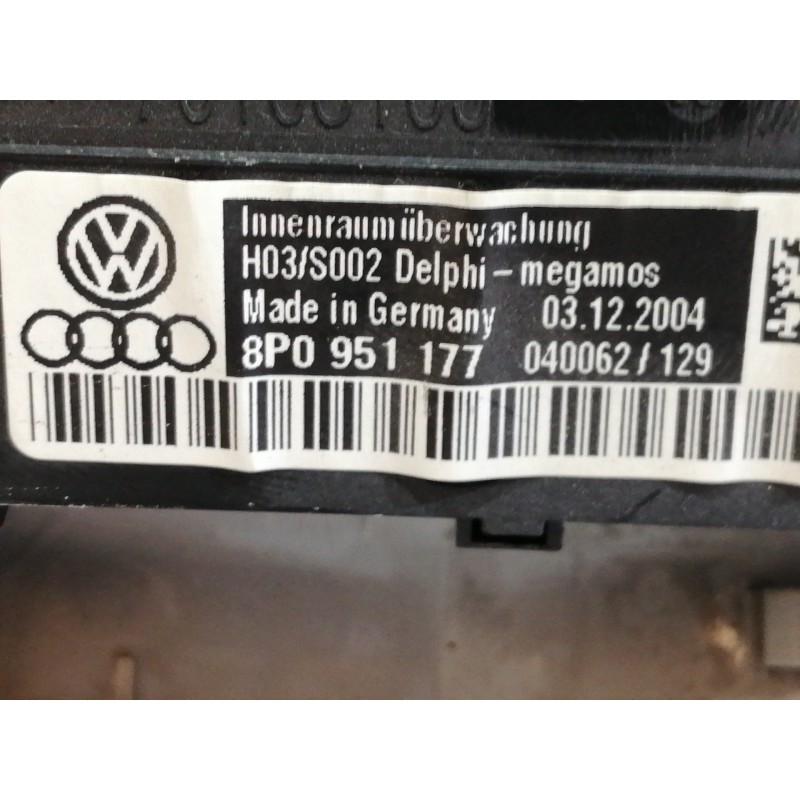 Innenraumüberwachung
H03/S002 Delphi - megamos
Made in Germany 03.12.2004
8P0 951 177 040062/129